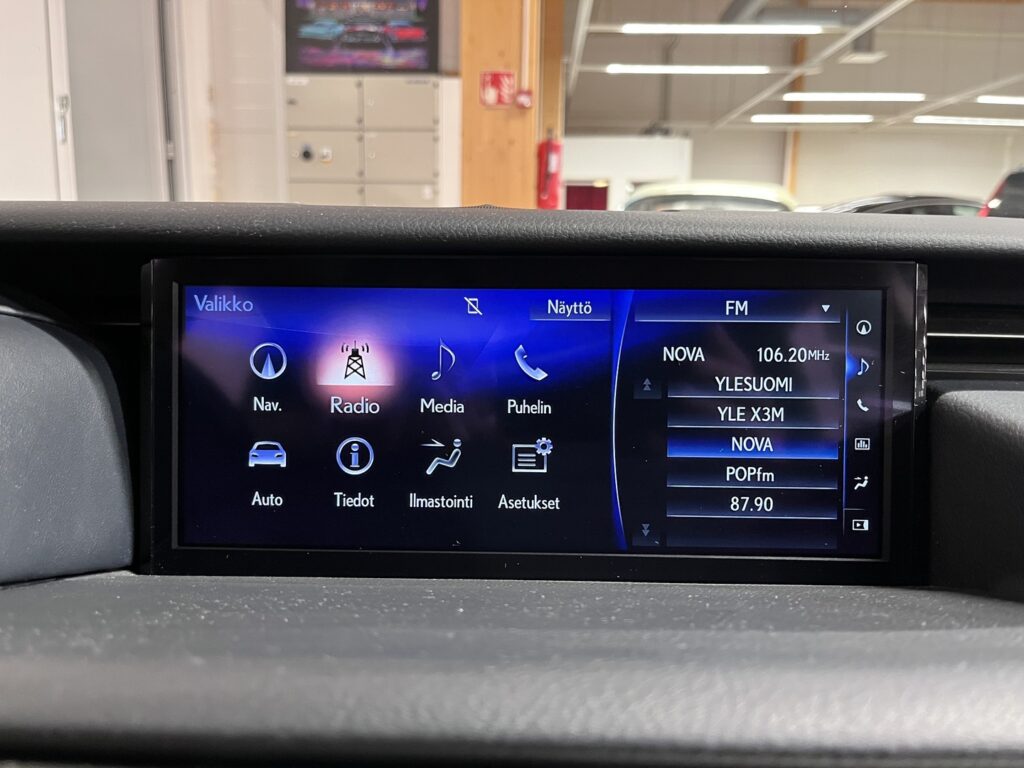 Valikko
Näyttö
Nav.
Radio
Media
Puhelin
Auto
Tiedot
Ilmastointi
Asetukset
FM
NOVA 106.20MHz
YLESUOMI
YLE X3M
NOVA
POPfm
87.90